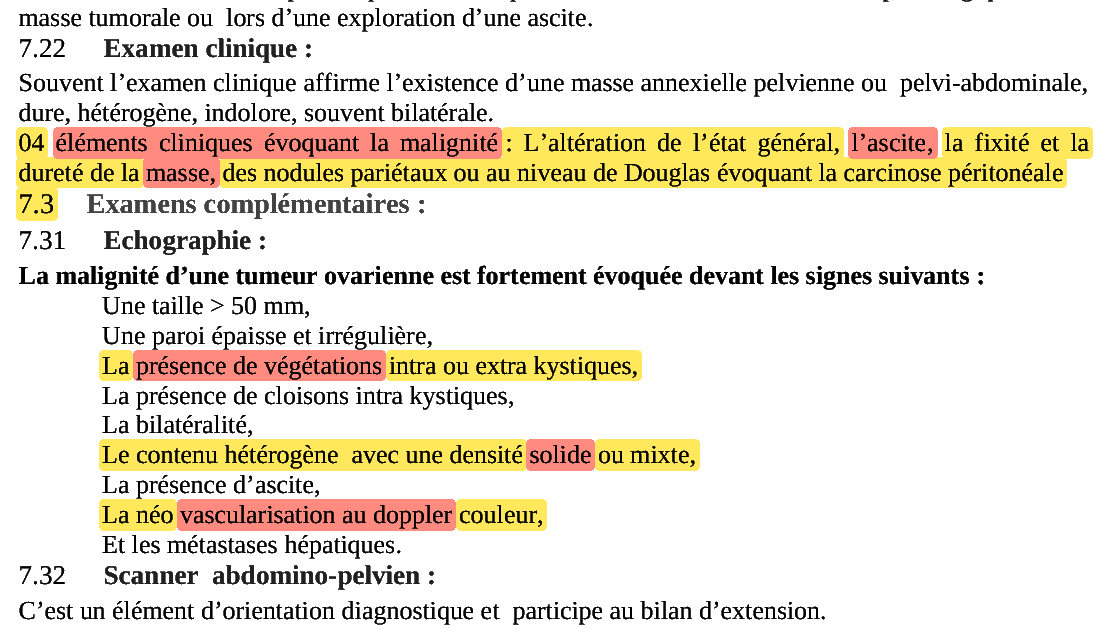 masse tumorale ou lors d’une exploration d’une ascite.
7.22 Examen clinique :
Souvent l’examen clinique affirme l’existence d’une masse annexielle pelvienne ou pelvi-abdominale,
dure, hétérogène, indolore, souvent bilatérale.
04 éléments cliniques évoquant la malignité : L’altération de l’état général, l’ascite, la fixité et la
dureté de la masse, des nodules pariétaux ou au niveau de Douglas évoquant la carcinose péritonéale
7.3 Examens complémentaires :
7.31 Echographie :
La malignité d’une tumeur ovarienne est fortement évoquée devant les signes suivants :
Une taille > 50 mm,
Une paroi épaisse et irrégulière,
La présence de végétations intra ou extra kystiques,
La présence de cloisons intra kystiques,
La bilatéralité,
Le contenu hétérogène avec une densité solide ou mixte,
La présence d’ascite,
La néo vascularisation au doppler couleur,
Et les métastases hépatiques.
7.32 Scanner abdomino-pelvien :
C’est un élément d’orientation diagnostique et participe au bilan d’extension.